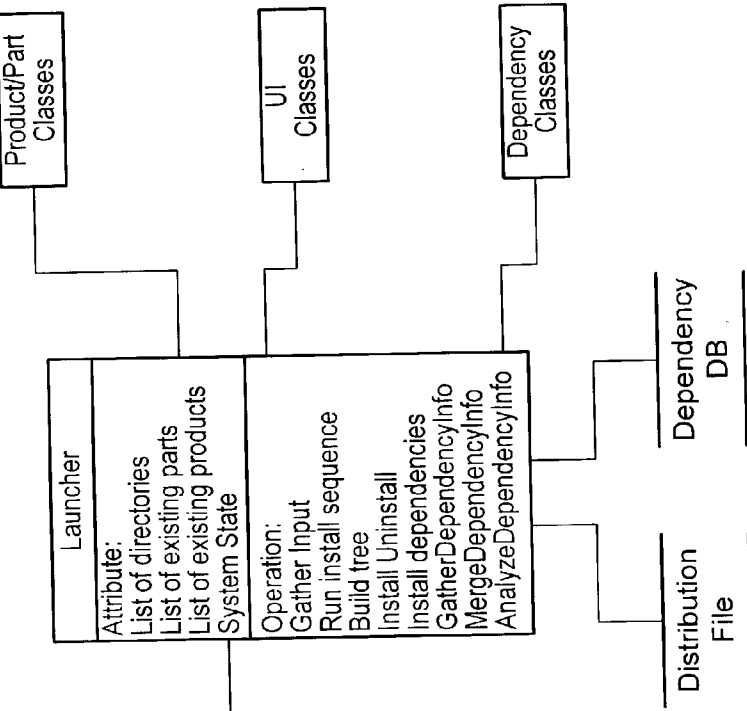 Launcher
Attribute:
List of directories
List of existing parts
List of existing products
System State
Operation:
Gather Input
Run install sequence
Build tree
Install Uninstall
Install dependencies
GatherDependencyInfo
MergeDependencyInfo
AnalyzeDependencyInfo
Product/Part
Classes
UI
Classes
Dependency
Classes
Distribution
File
Dependency
DB